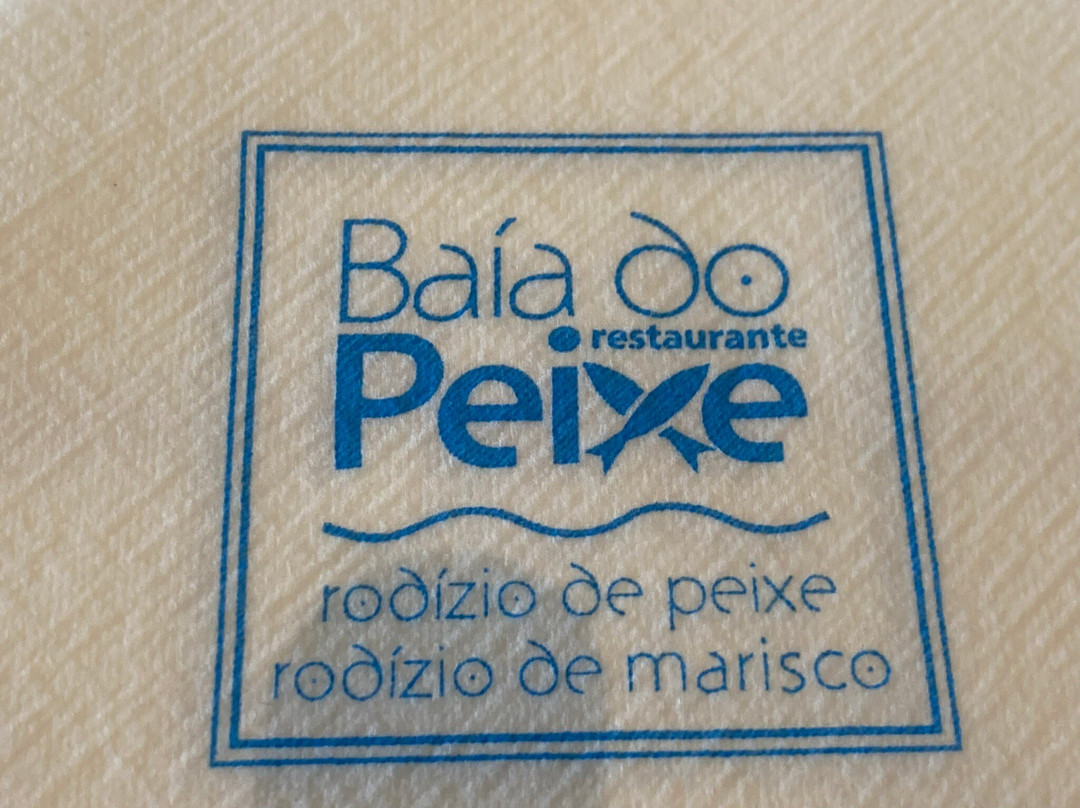 Baía do
restaurante
Peixe
rodízio de peixe
rodízio de marisco